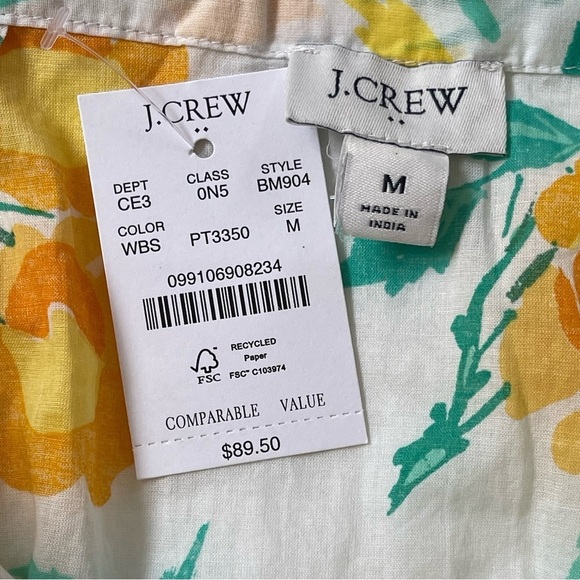 J.CREW
DEPT CLASS STYLE
CE3 0N5 BM904
COLOR SIZE
WBS PT3350 M
099106908234
RECYCLED
Paper
FSC
FSC™ C103974
COMPARABLE VALUE
$89.50
J.CREW
M
MADE IN
INDIA